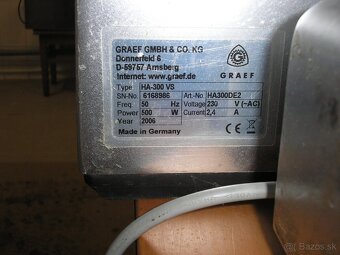 GRAEF GMBH & CO. KG
Donnerfeld 6
D-59757 Arnsberg
Internet: www.graef.de
GRAEF
Type HA-300 VS
SN-No. 6168986 Art.-No HA300DE2
Freq. 50 Hz Voltage 230 V (~AC)
Power 500 W Current 2,4 A
Year 2006
Made in Germany
CE
Bazos.sk